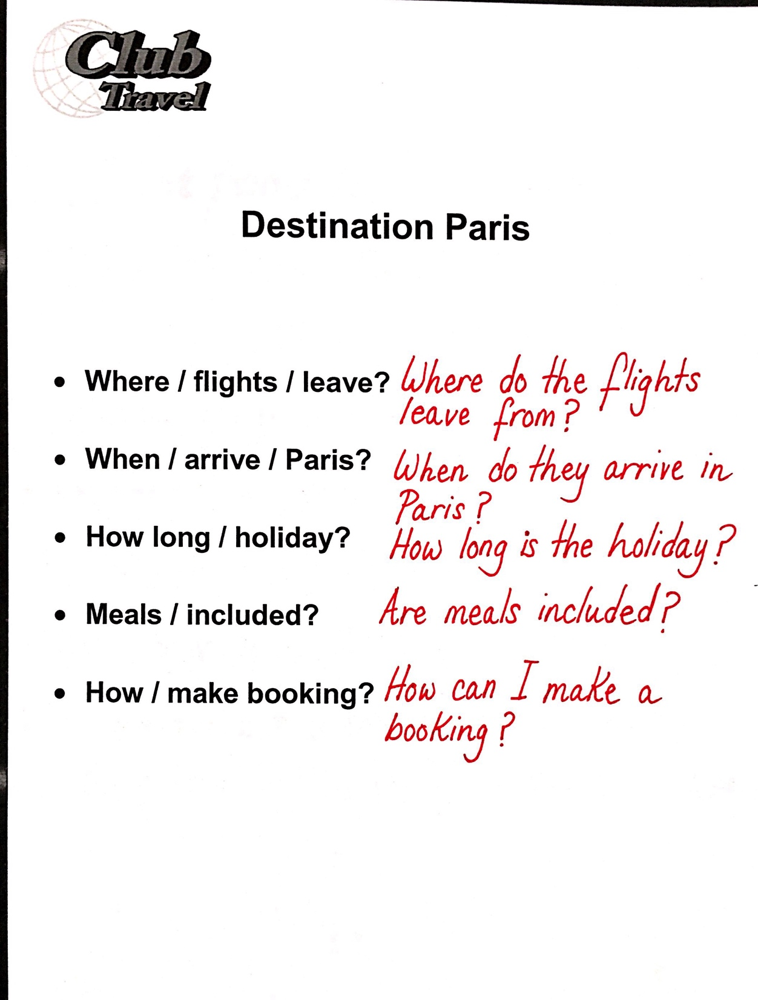 Club
Travel
Destination Paris
• Where / flights / leave? Where do the flights
leave from?
• When / arrive / Paris? When do they arrive in
Paris?
• How long / holiday? How long is the holiday?
• Meals / included? Are meals included?
• How / make booking? How can I make a
booking?